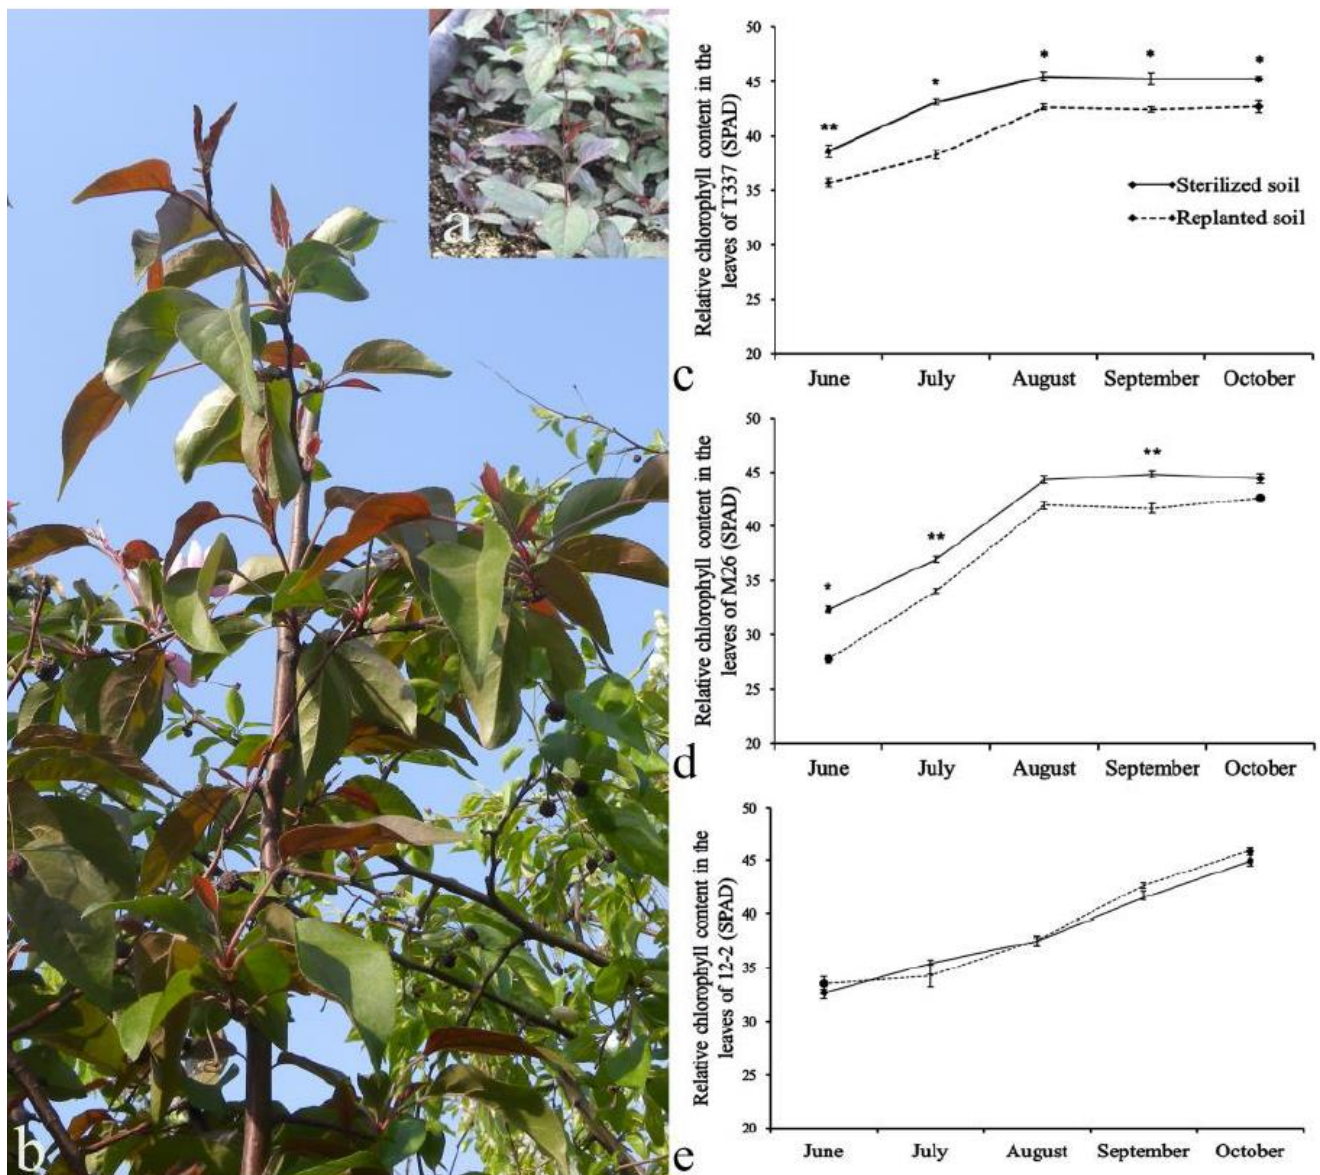 a
b
Relative chlorophyll content in the
leaves of T337 (SPAD)
50
**
*
*
*
*
45
40
35
30
25
20
Sterilized soil
Replanted soil
c
June July August September October
Relative chlorophyll content in the
leaves of M26 (SPAD)
50
*
**
**
45
40
35
30
25
20
d
June July August September October
Relative chlorophyll content in the
leaves of 12-2 (SPAD)
50
45
40
35
30
25
20
e
June July August September October